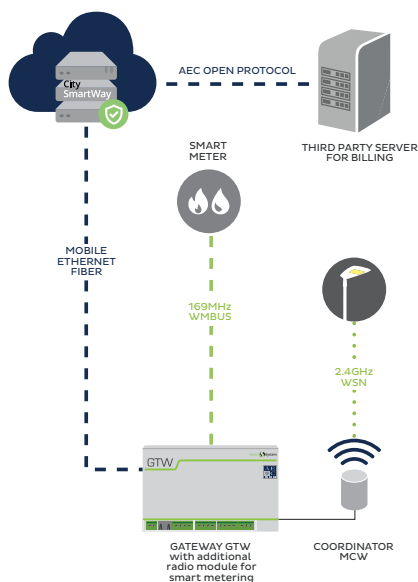 City
SmartWay
AEC OPEN PROTOCOL
THIRD PARTY SERVER
FOR BILLING
SMART
METER
MOBILE
ETHERNET
FIBER
169MHz
WMBUS
2.4GHz
WSN
GTW
GATEWAY GTW
with additional
radio module for
smart metering
COORDINATOR
MCW